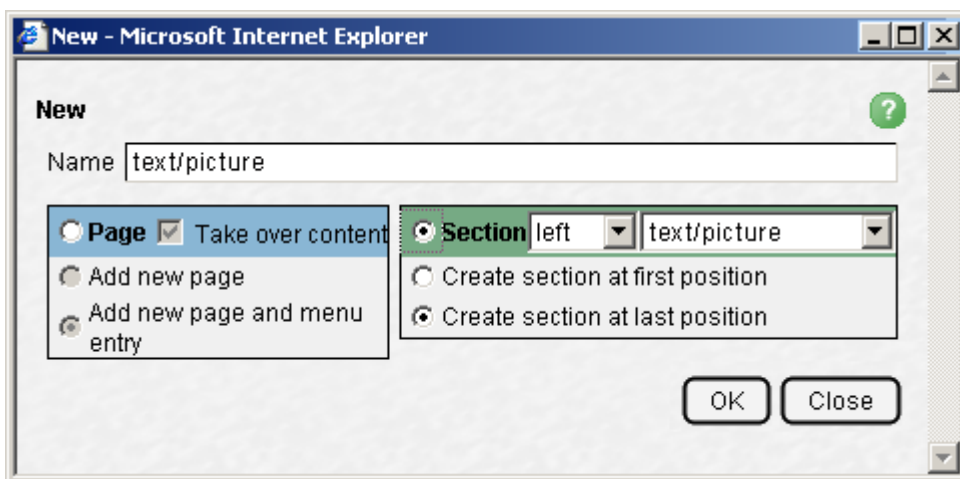 New - Microsoft Internet Explorer
New
?
Name text/picture
Page Take over content
Add new page
Add new page and menu
entry
Section left text/picture
Create section at first position
Create section at last position
OK Close